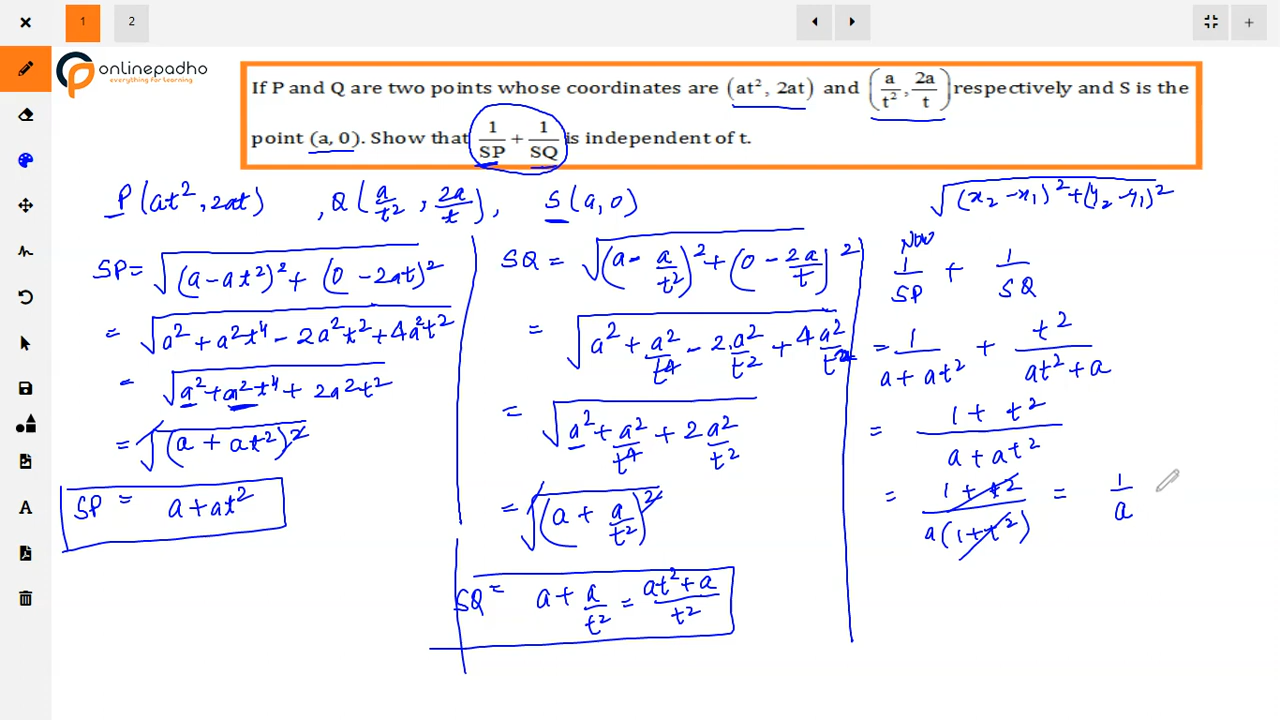 1 2
onlinepadho
everything for learning
If P and Q are two points whose coordinates are (at², 2at) and (a/t², 2a/t) respectively and S is the
point (a, 0). Show that 1/SP + 1/SQ is independent of t.
P(at², 2at) , Q(a/t², 2a/t), S(a, 0)
√(x₂ - x₁)² + (y₂ - y₁)²
SP = √(a - at²)² + (0 - 2at)²
= √a² + a²t⁴ - 2a²t² + 4a²t²
= √a² + a²t⁴ + 2a²t²
= √(a + at²)²
SP = a + at²
SQ = √(a - a/t²)² + (0 - 2a/t)²
= √a² + a²/t⁴ - 2a²/t² + 4a²/t²
= √a² + a²/t⁴ + 2a²/t²
= √(a + a/t²)²
SQ = a + a/t² = at² + a/t²
Now
1/SP + 1/SQ
= 1/a + at² + t²/at² + a
= 1 + t²/a + at²
= 1 + t²/a(1 + t²) = 1/a
A